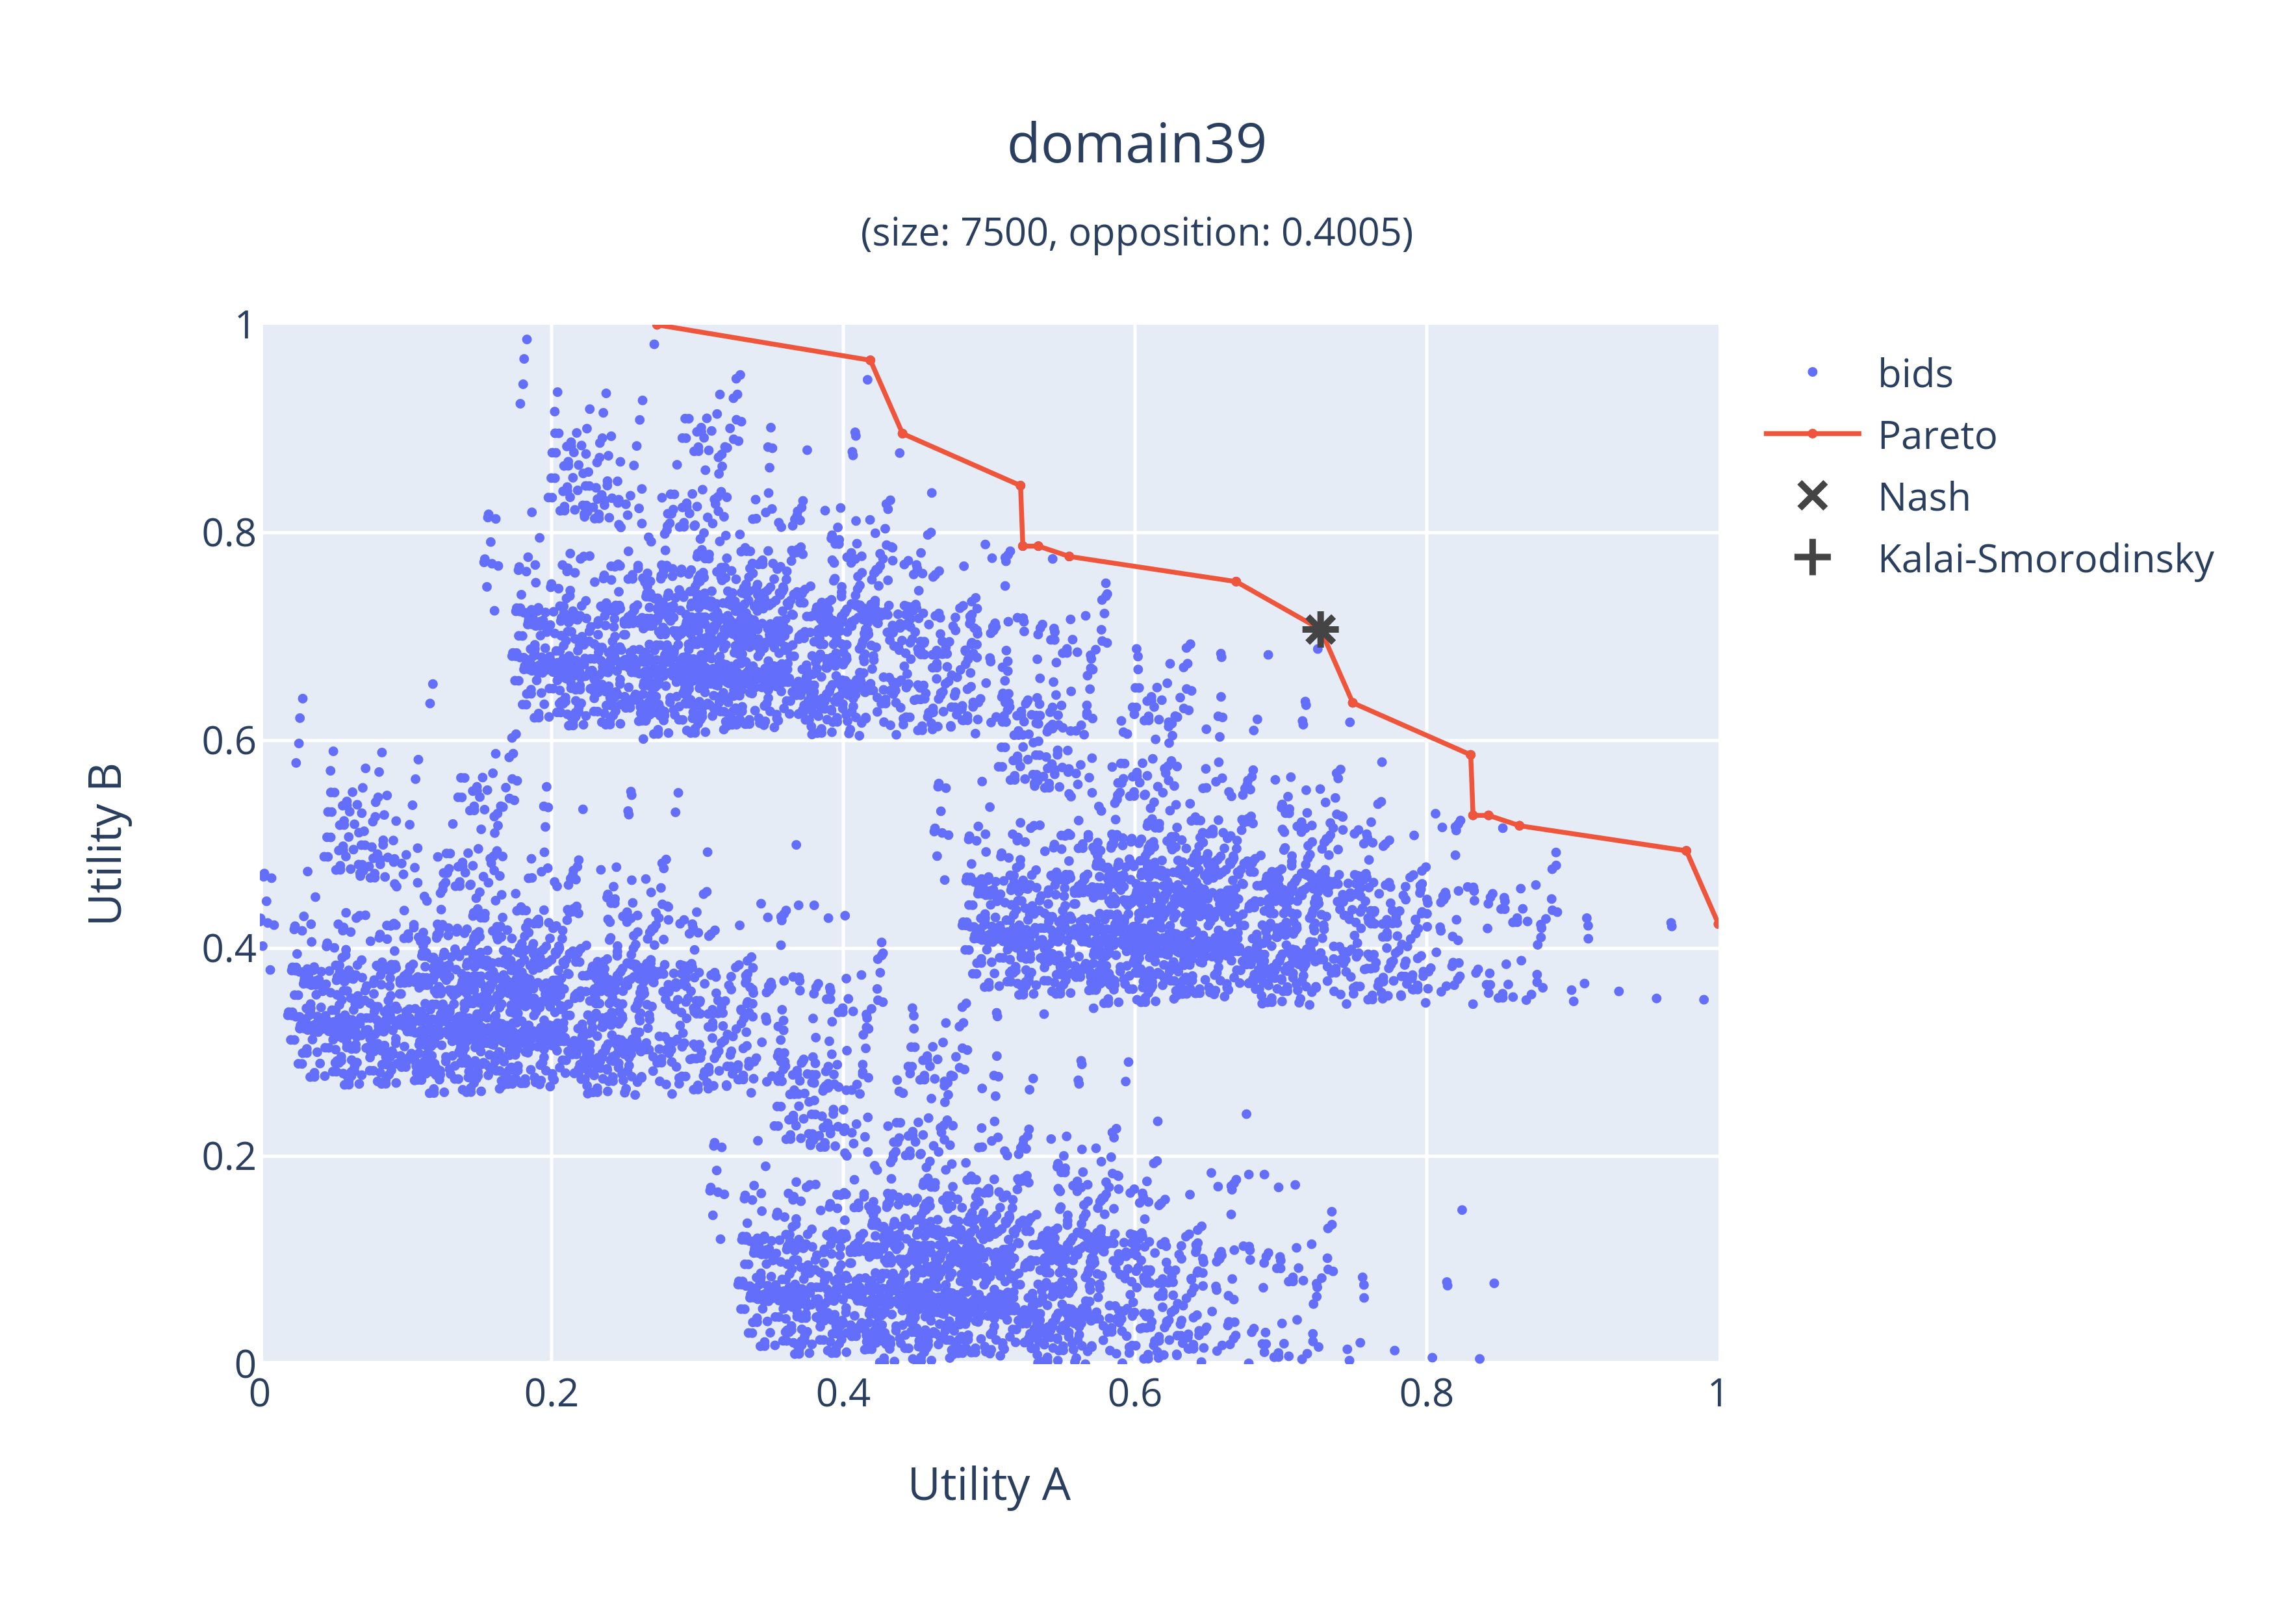 domain39
(size: 7500, opposition: 0.4005)
bids
Pareto
Nash
Kalai-Smorodinsky
1
0.8
0.6
0.4
0.2
0
0
0.2
0.4
0.6
0.8
1
Utility B
Utility A